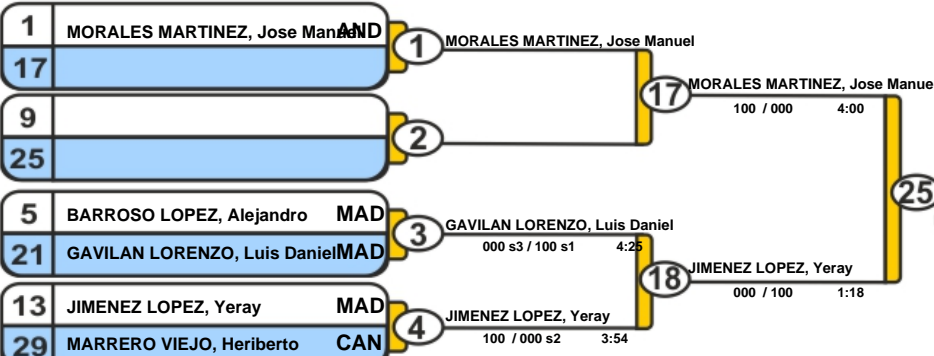 1 MORALES MARTINEZ, Jose Manuel AND
17
1
MORALES MARTINEZ, Jose Manuel
9
25
2
17
MORALES MARTINEZ, Jose Manue
100 / 000 4:00
5 BARROSO LOPEZ, Alejandro MAD
21 GAVILAN LORENZO, Luis Daniel MAD
3
GAVILAN LORENZO, Luis Daniel
000 s3 / 100 s1 4:25
13 JIMENEZ LOPEZ, Yeray MAD
29 MARRERO VIEJO, Heriberto CAN
4
JIMENEZ LOPEZ, Yeray
100 / 000 s2 3:54
18
JIMENEZ LOPEZ, Yeray
000 / 100 1:18
25